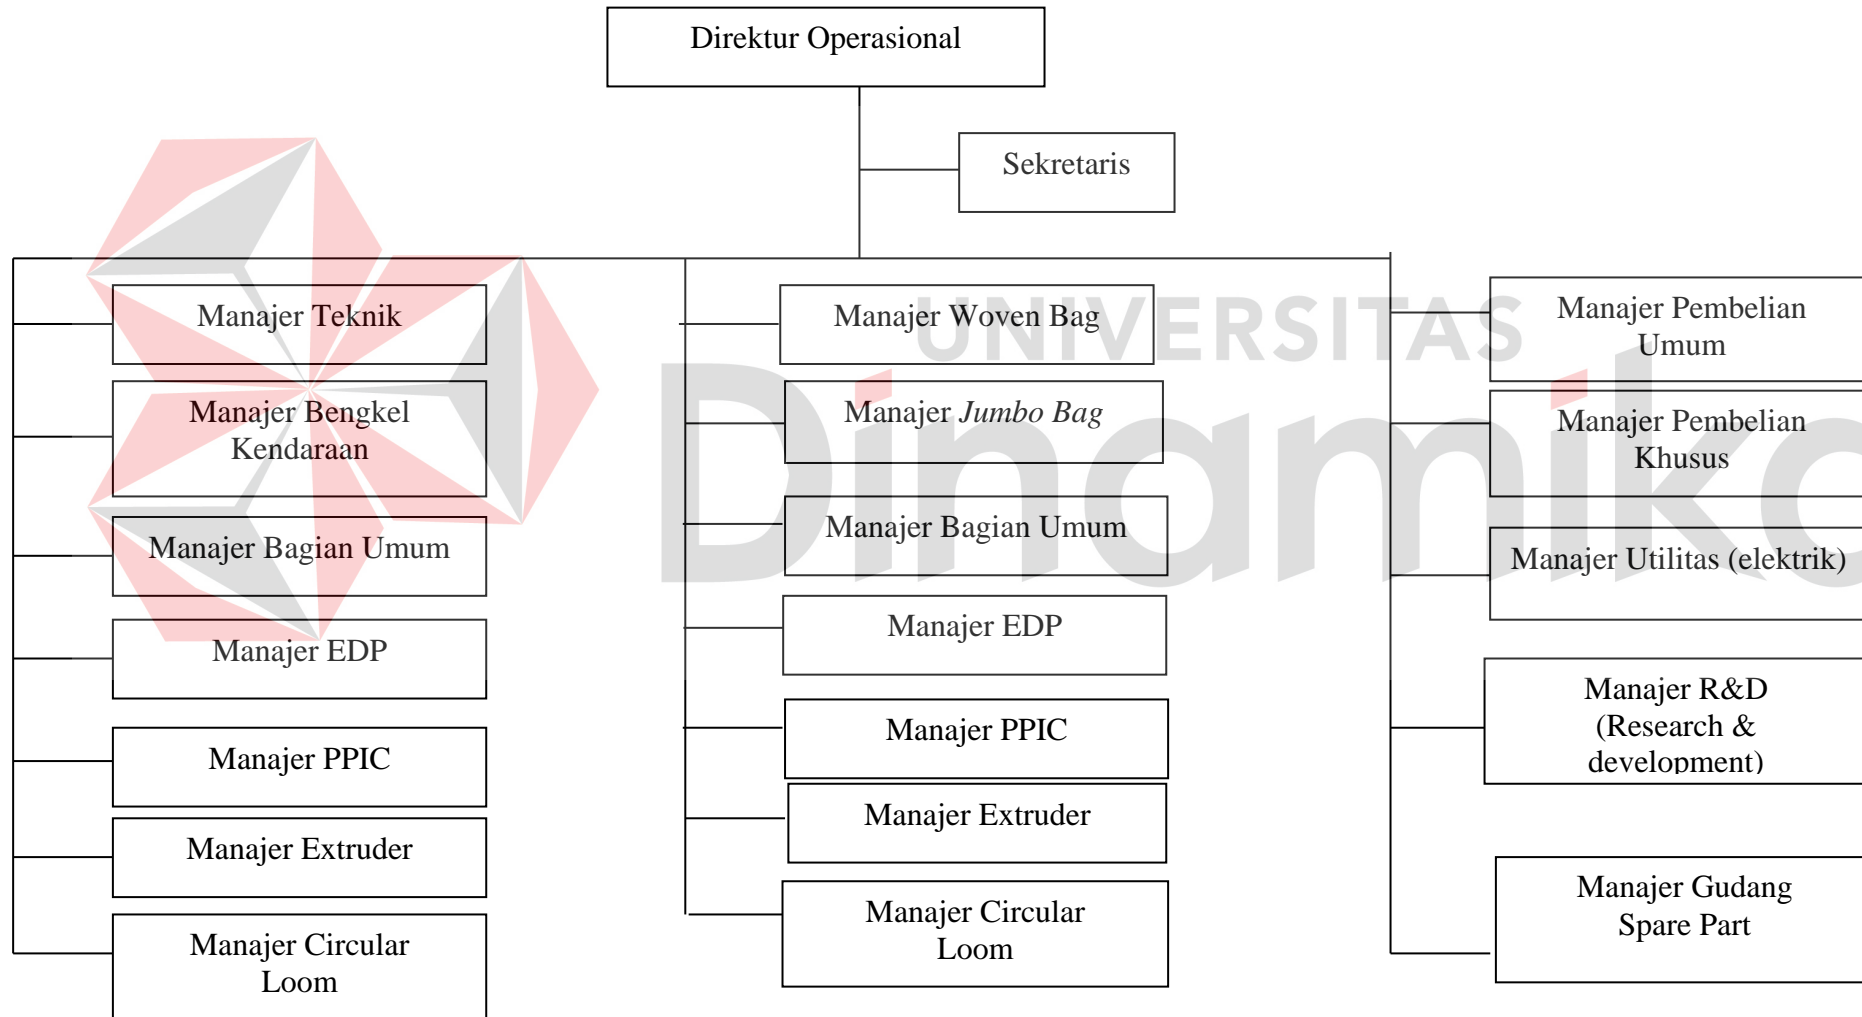 Direktur Operasional
Sekretaris
Manajer Teknik
Manajer Bengkel
Kendaraan
Manajer Bagian Umum
Manajer EDP
Manajer PPIC
Manajer Extruder
Manajer Circular
Loom
Manajer Woven Bag
Manajer Jumbo Bag
Manajer Bagian Umum
Manajer EDP
Manajer PPIC
Manajer Extruder
Manajer Circular
Loom
Manajer Pembelian
Umum
Manajer Pembelian
Khusus
Manajer Utilitas (elektrik)
Manajer R&D
(Research &
development)
Manajer Gudang
Spare Part
UNIVERSITAS
Dinamika